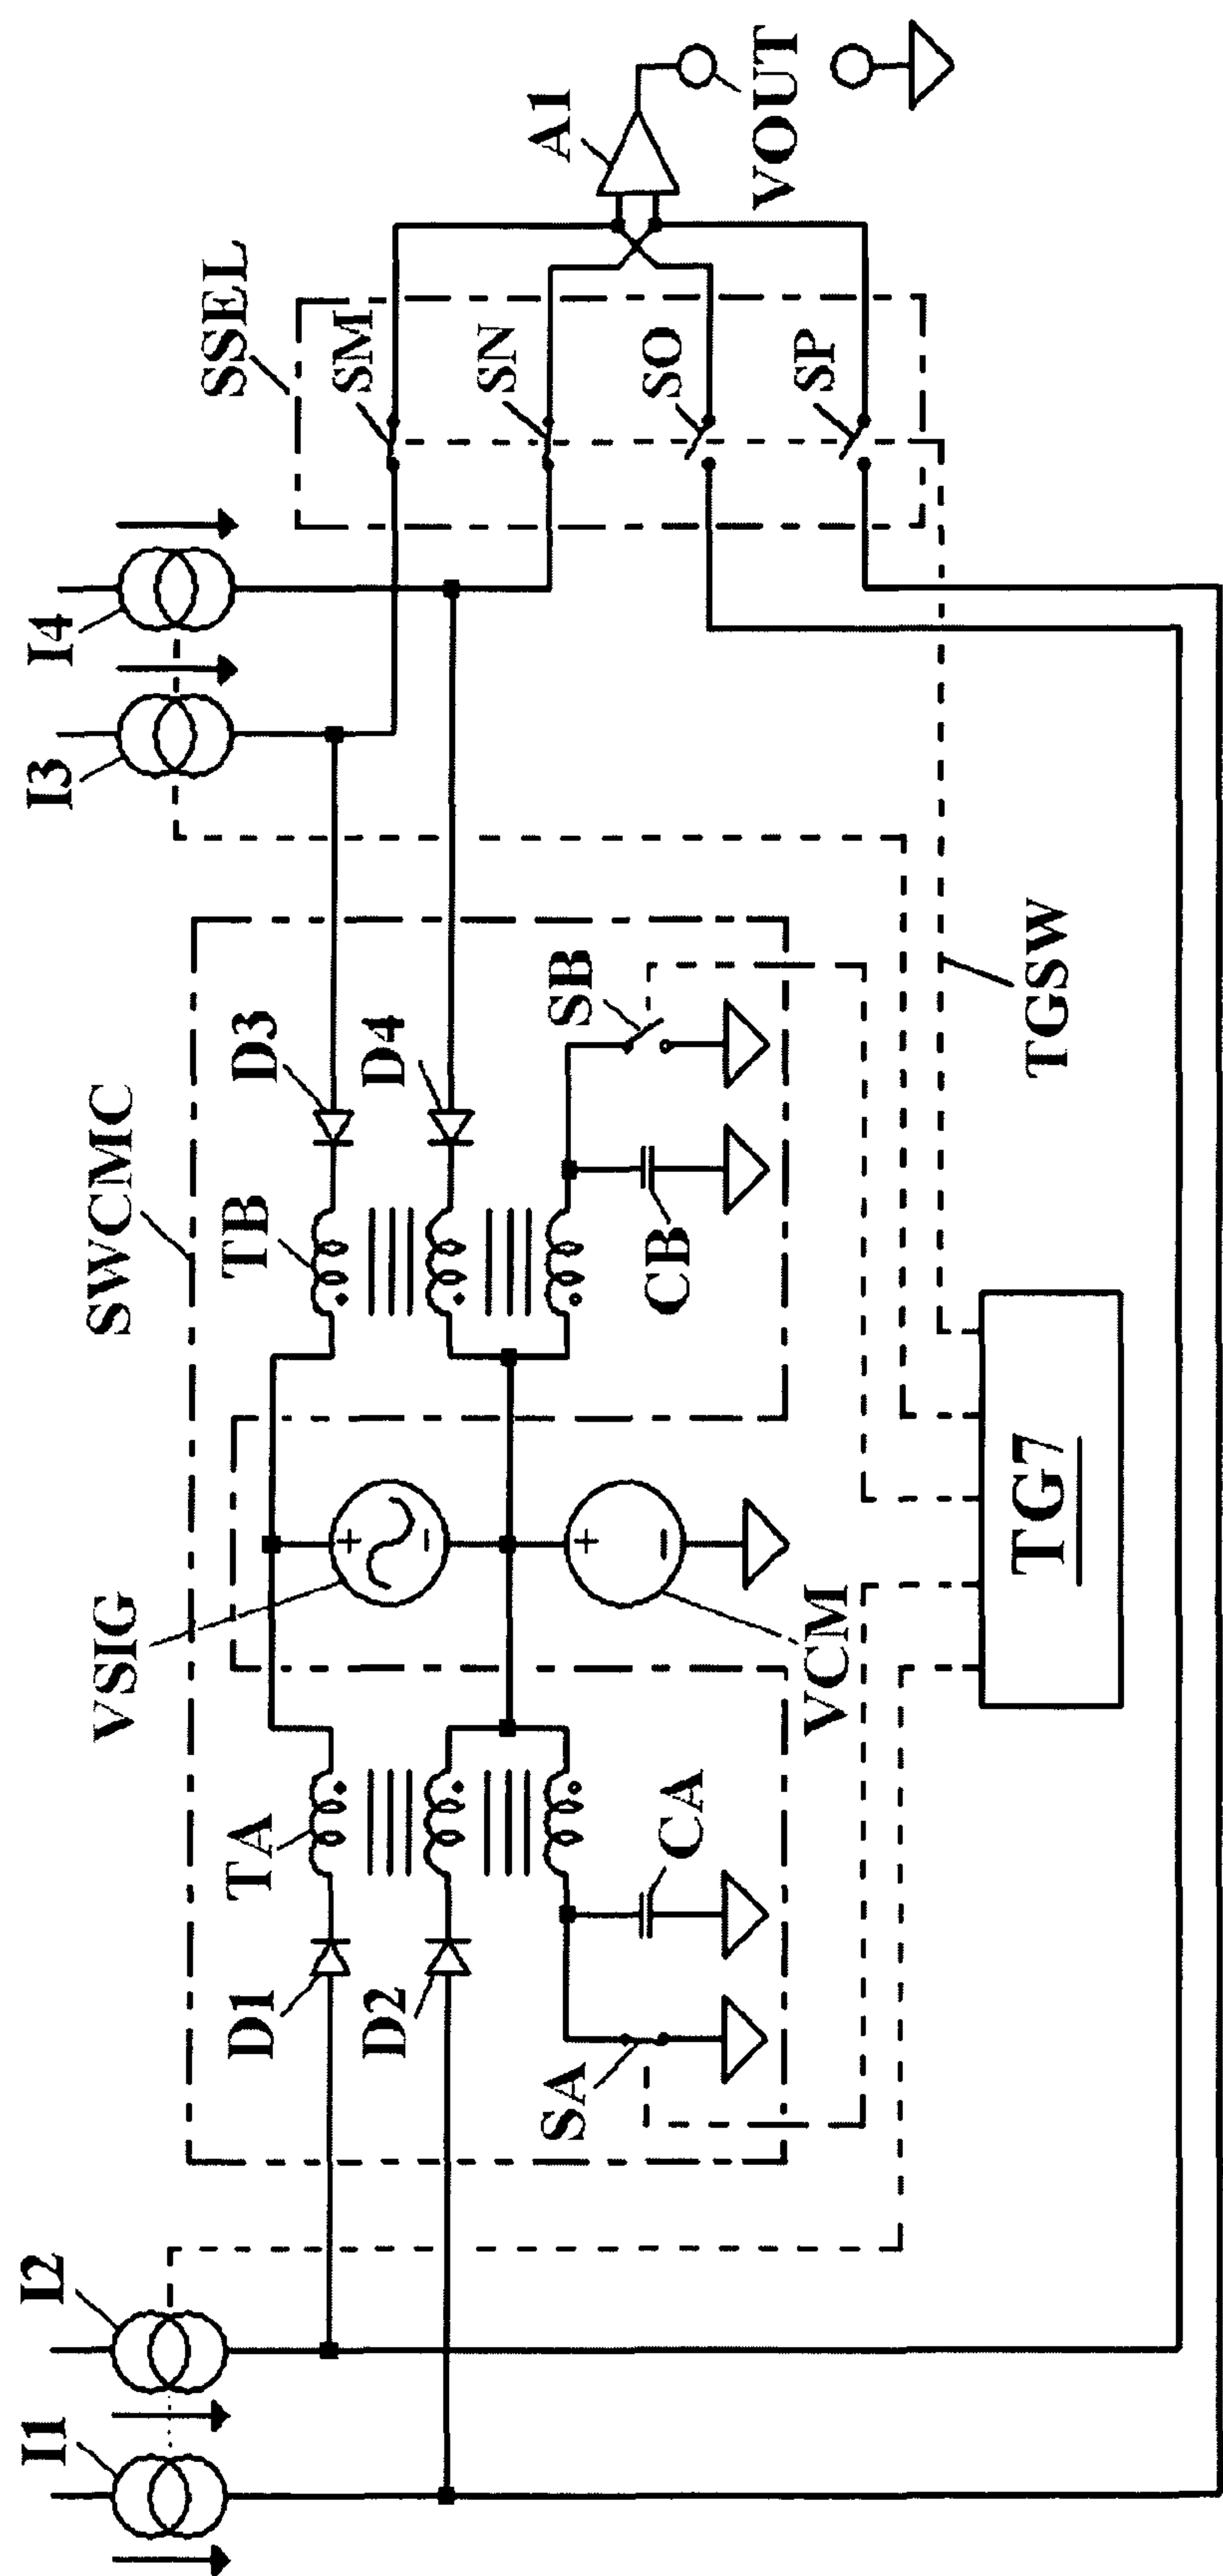 I1
I2
I3
I4
SWCMC
SSEL
VSIG
TA
TB
D1
D2
D3
D4
SA
CA
CB
SB
+
-
+
-
VCM
SM
SN
SO
SP
A1
VOUT
TG7
TGSW